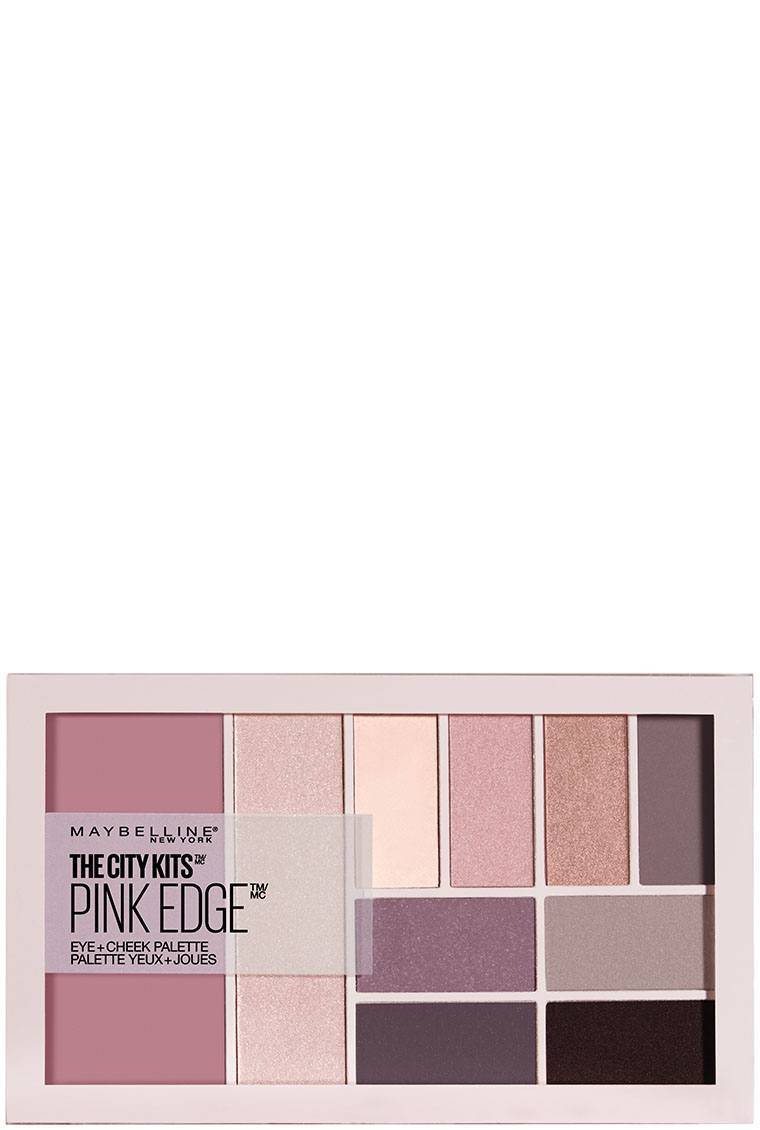 MAYBELLINE®
NEW YORK
THE CITY KITS™/MC
PINK EDGE™/MC
EYE+CHEEK PALETTE
PALETTE YEUX+JOUES